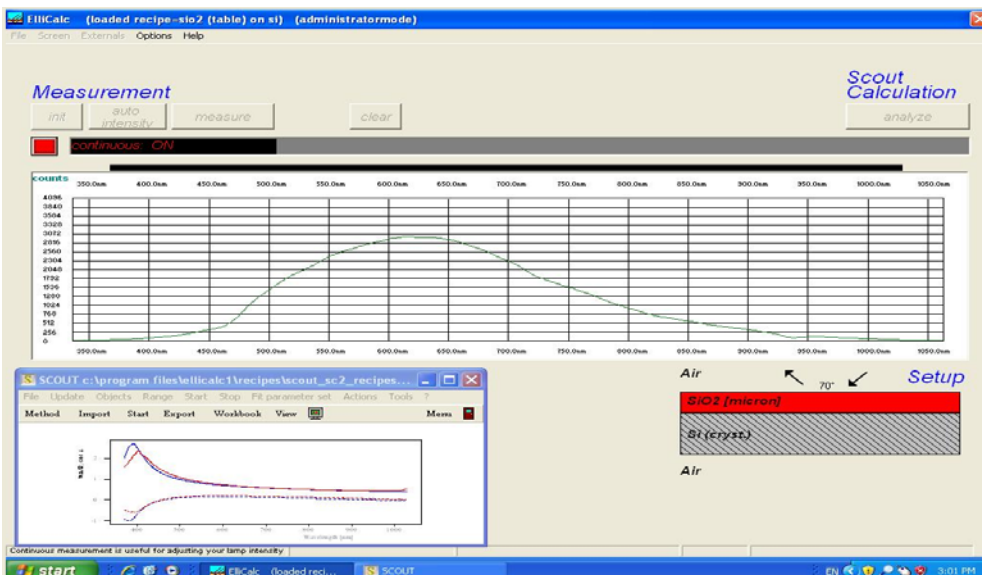 ElliCalc (loaded recipe-sio2 (table) on si) (administratormode)
File Screen Externals Options Help
Measurement
Scout Calculation
init auto intensity measure clear analyze
continuous: ON
counts
350.0nm 400.0nm 450.0nm 500.0nm 550.0nm 600.0nm 650.0nm 700.0nm 750.0nm 800.0nm 850.0nm 900.0nm 950.0nm 1000.0nm 1050.0nm
4096
3840
3584
3328
3072
2816
2560
2304
2048
1792
1536
1280
1024
768
512
256
0
350.0nm 400.0nm 450.0nm 500.0nm 550.0nm 600.0nm 650.0nm 700.0nm 750.0nm 800.0nm 850.0nm 900.0nm 950.0nm 1000.0nm 1050.0nm
SCOUT c:\program files\ellicalc1\recipes\scout_sc2_recipes...
File Update Objects Range Start Stop Fit parameter set Actions Tools ?
Method Import Start Export Workbook View Menu
Air
70°
Setup
SiO2 [micron]
Si (cryst.)
Air
Continuous measurement is useful for adjusting your lamp intensity
start ElliCalc (loaded reci... SCOUT EN 3:01 PM